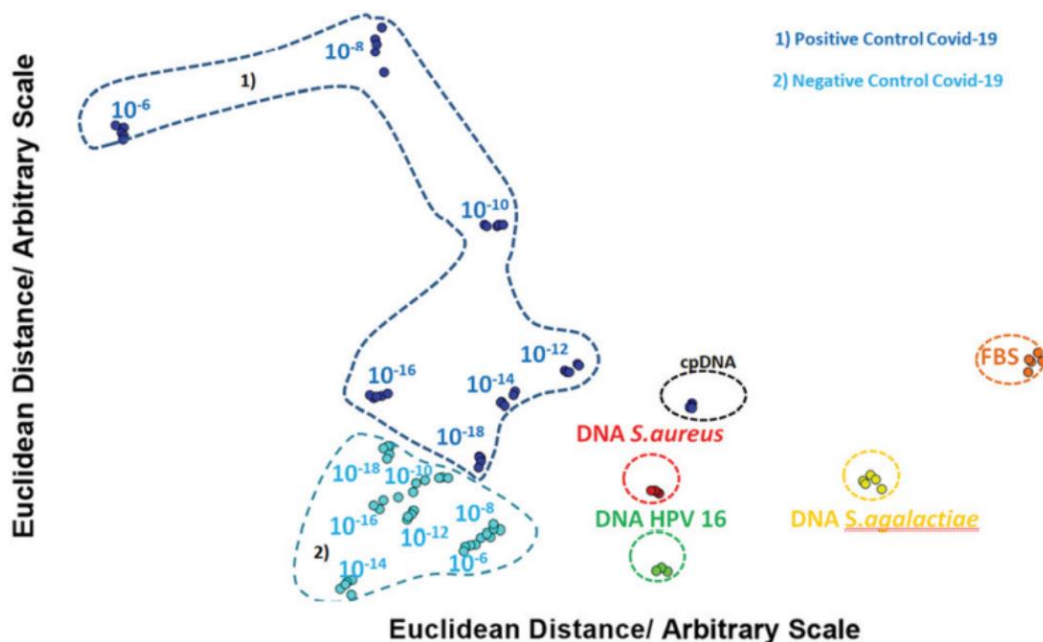 Euclidean Distance/ Arbitrary Scale
1) Positive Control Covid-19
2) Negative Control Covid-19
10⁻⁸
1)
10⁻⁶
10⁻¹⁰
10⁻¹²
FBS
10⁻¹⁶
10⁻¹⁴
cpDNA
10⁻¹⁸
DNA S.aureus
10⁻¹⁸
10⁻¹⁰
10⁻¹⁶
10⁻¹²
10⁻⁸
DNA HPV 16
DNA S.agalactiae
2)
10⁻¹⁴
10⁻⁶
Euclidean Distance/ Arbitrary Scale